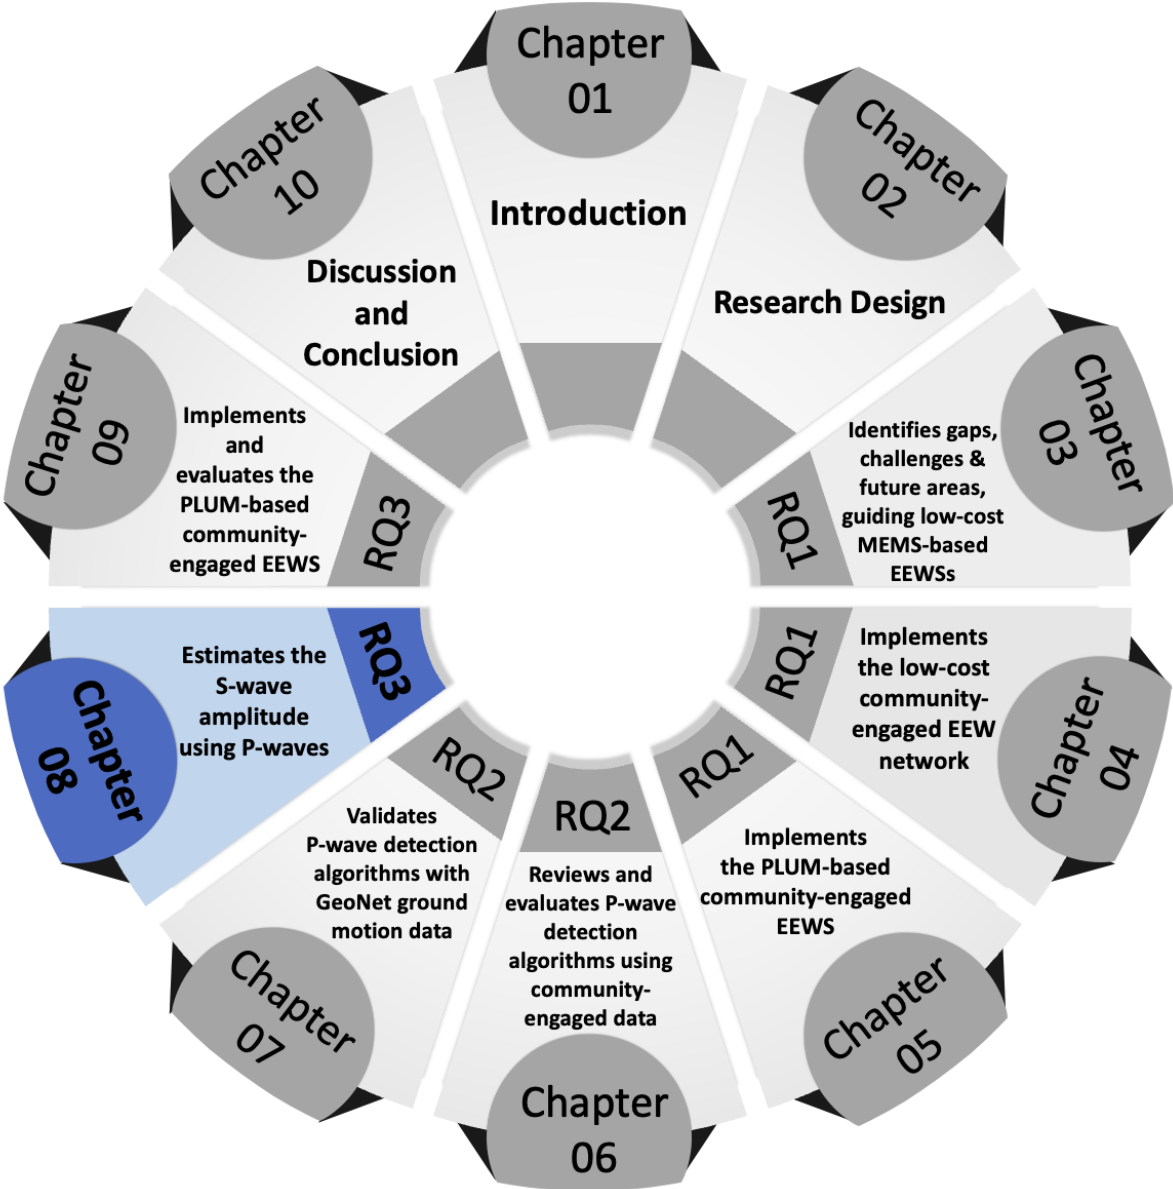 Chapter
01
Introduction
Chapter
02
Research Design
Chapter
03
Identifies gaps,
challenges &
future areas,
guiding low-cost
MEMS-based
EEWSs
RQ1
Chapter
04
Implements
the low-cost
community-
engaged EEW
network
RQ1
Chapter
05
Implements
the PLUM-based
community-engaged
EEWS
RQ1
Chapter
06
Reviews and
evaluates P-wave
detection
algorithms using
community-
engaged data
RQ2
Chapter
07
Validates
P-wave detection
algorithms with
GeoNet ground
motion data
RQ2
Chapter
08
Estimates the
S-wave
amplitude
using P-waves
RQ3
Chapter
09
Implements
and
evaluates the
PLUM-based
community-
engaged EEWS
RQ3
Chapter
10
Discussion
and
Conclusion